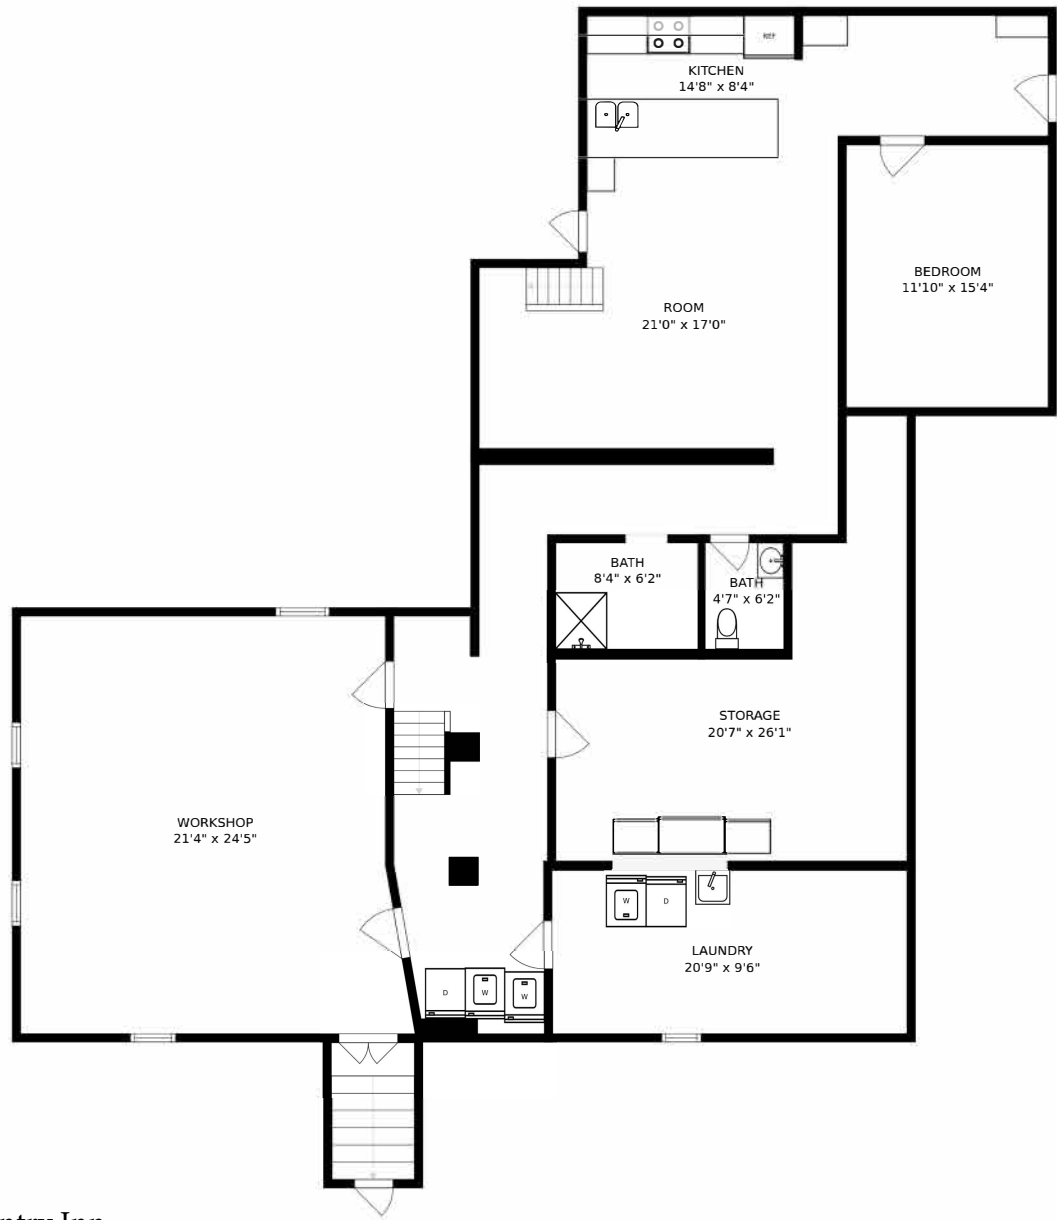 REF
KITCHEN
14'8" x 8'4"
BEDROOM
11'10" x 15'4"
ROOM
21'0" x 17'0"
BATH
8'4" x 6'2"
BATH
4'7" x 6'2"
STORAGE
20'7" x 26'1"
WORKSHOP
21'4" x 24'5"
W
D
LAUNDRY
20'9" x 9'6"
D
W
W
Inn